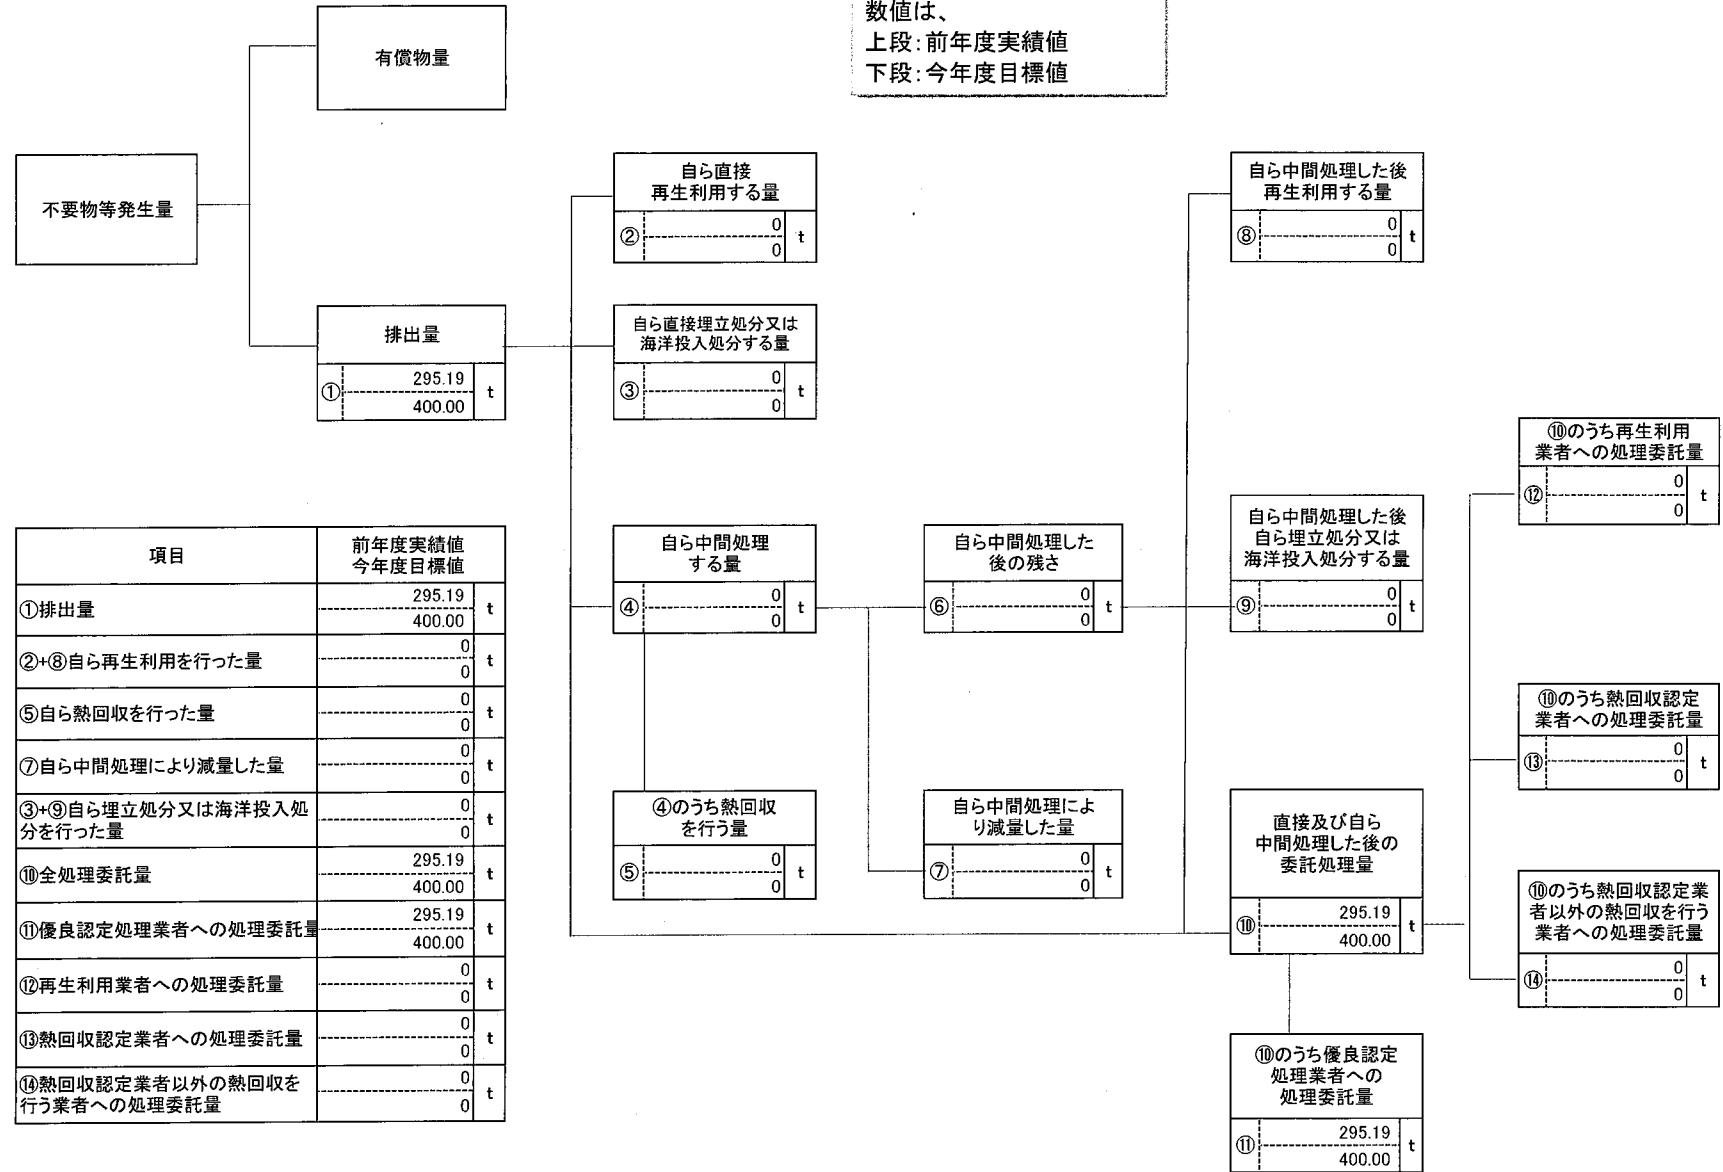 数値は、
上段：前年度実績値
下段：今年度目標値
有償物量
不要物等発生量
排出量
①
295.19
400.00
t
自ら直接
再生利用する量
②
0
0
t
自ら直接埋立処分又は
海洋投入処分する量
③
0
0
t
自ら中間処理
する量
④
0
0
t
④のうち熱回収
を行う量
⑤
0
0
t
自ら中間処理した
後の残さ
⑥
0
0
t
自ら中間処理によ
り減量した量
⑦
0
0
t
自ら中間処理した後
再生利用する量
⑧
0
0
t
自ら中間処理した後
自ら埋立処分又は
海洋投入処分する量
⑨
0
0
t
直接及び自ら
中間処理した後の
委託処理量
⑩
295.19
400.00
t
⑩のうち優良認定
処理業者への
処理委託量
⑪
295.19
400.00
t
⑩のうち再生利用
業者への処理委託量
⑫
0
0
t
⑩のうち熱回収認定
業者への処理委託量
⑬
0
0
t
⑩のうち熱回収認定業
者以外の熱回収を行う
業者への処理委託量
⑭
0
0
t
項目
前年度実績値
今年度目標値
①排出量
295.19
400.00
t
②+⑧自ら再生利用を行った量
0
0
t
⑤自ら熱回収を行った量
0
0
t
⑦自ら中間処理により減量した量
0
0
t
③+⑨自ら埋立処分又は海洋投入処
分を行った量
0
0
t
⑩全処理委託量
295.19
400.00
t
⑪優良認定処理業者への処理委託量
295.19
400.00
t
⑫再生利用業者への処理委託量
0
0
t
⑬熱回収認定業者への処理委託量
0
0
t
⑭熱回収認定業者以外の熱回収を
行う業者への処理委託量
0
0
t